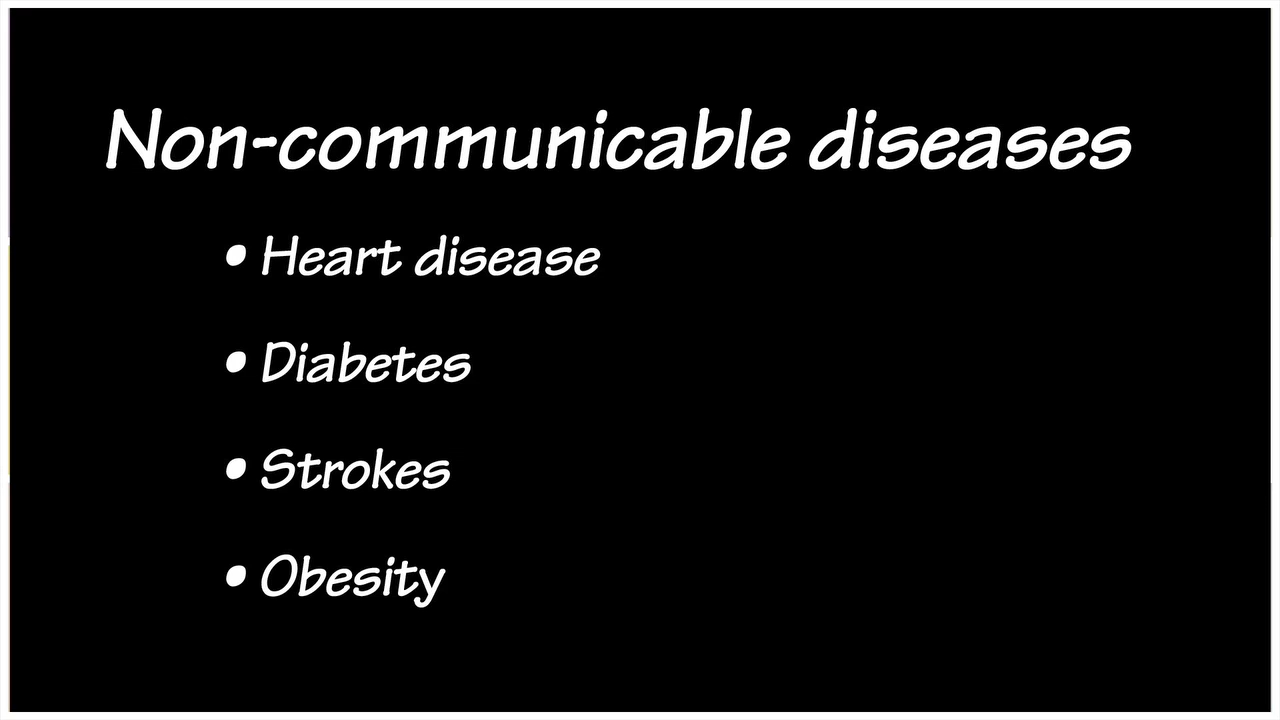 Non-communicable diseases
• Heart disease
• Diabetes
• Strokes
• Obesity